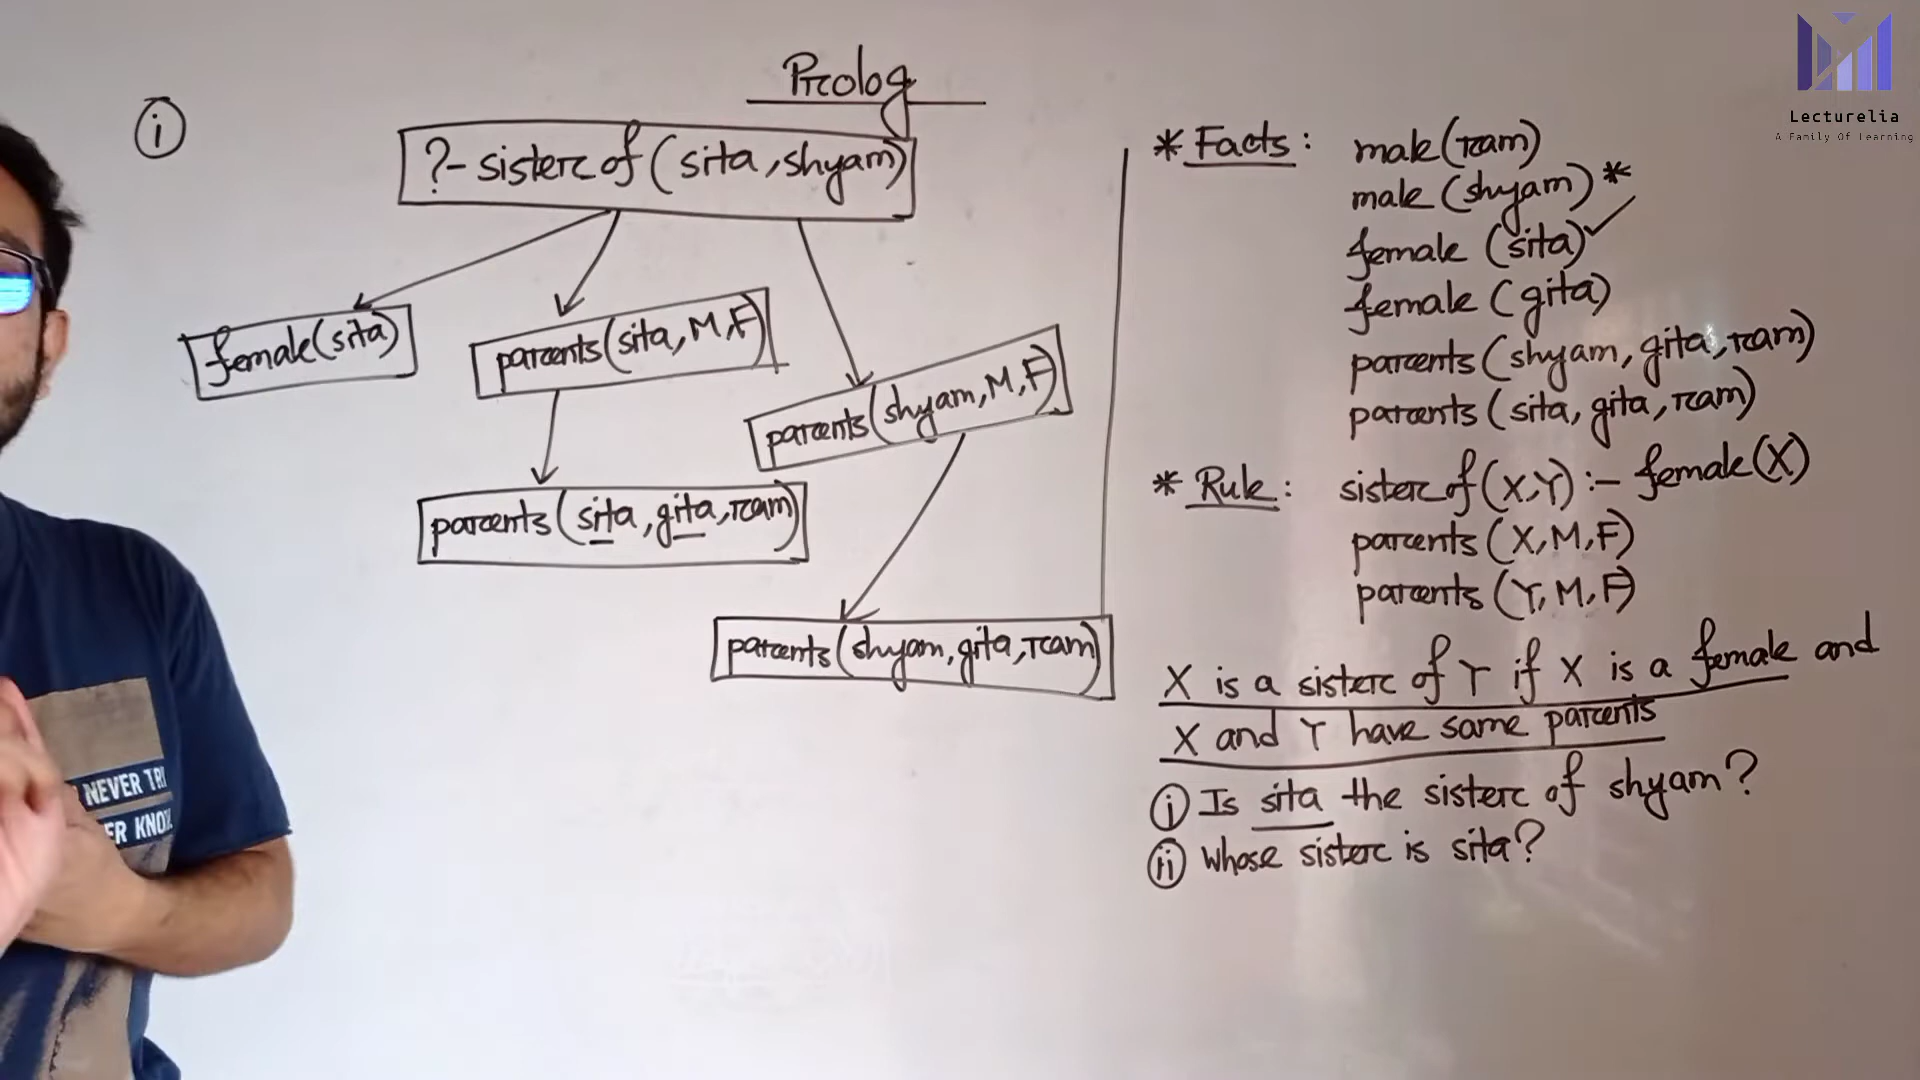 Prolog
i
?- sister of (sita, shyam)
female(sita)
parents(sita, M, F)
parents(shyam, M, F)
parents(sita, gita, ram)
parents(shyam, gita, ram)
* Facts: male(ram)
male (shyam) *
female (sita) ✓
female (gita)
parents (shyam, gita, ram)
parents (sita, gita, ram)
* Rule: sister of (X,Y) :- female(X)
parents (X, M, F)
parents (Y, M, F)
X is a sister of Y if X is a female and
X and Y have same parents
(i) Is sita the sister of shyam?
(ii) whose sister is sita?
Lecturelia
A Family Of Learning
NEVER TR
ER KNO